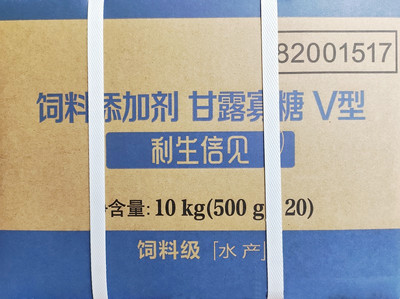 82001517
饲料添加剂 甘露寡糖 V型
利生倍见
含量: 10 kg(500 g 20)
饲料级「水产